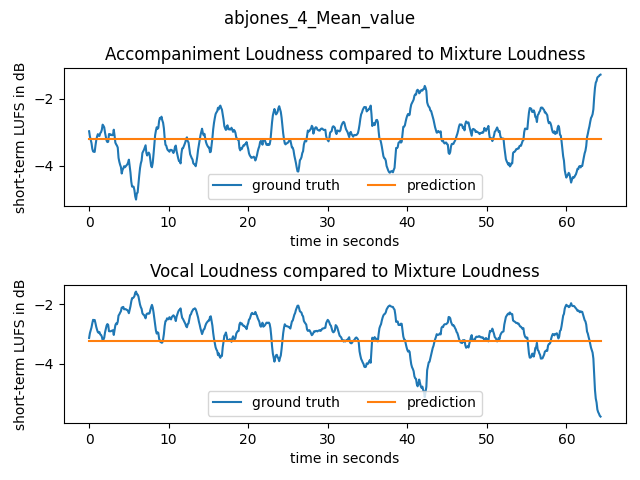 abjones_4_Mean_value
Accompaniment Loudness compared to Mixture Loudness
short-term LUFS in dB
−2
−4
ground truth
prediction
0 10 20 30 40 50 60
time in seconds
Vocal Loudness compared to Mixture Loudness
short-term LUFS in dB
−2
−4
ground truth
prediction
0 10 20 30 40 50 60
time in seconds